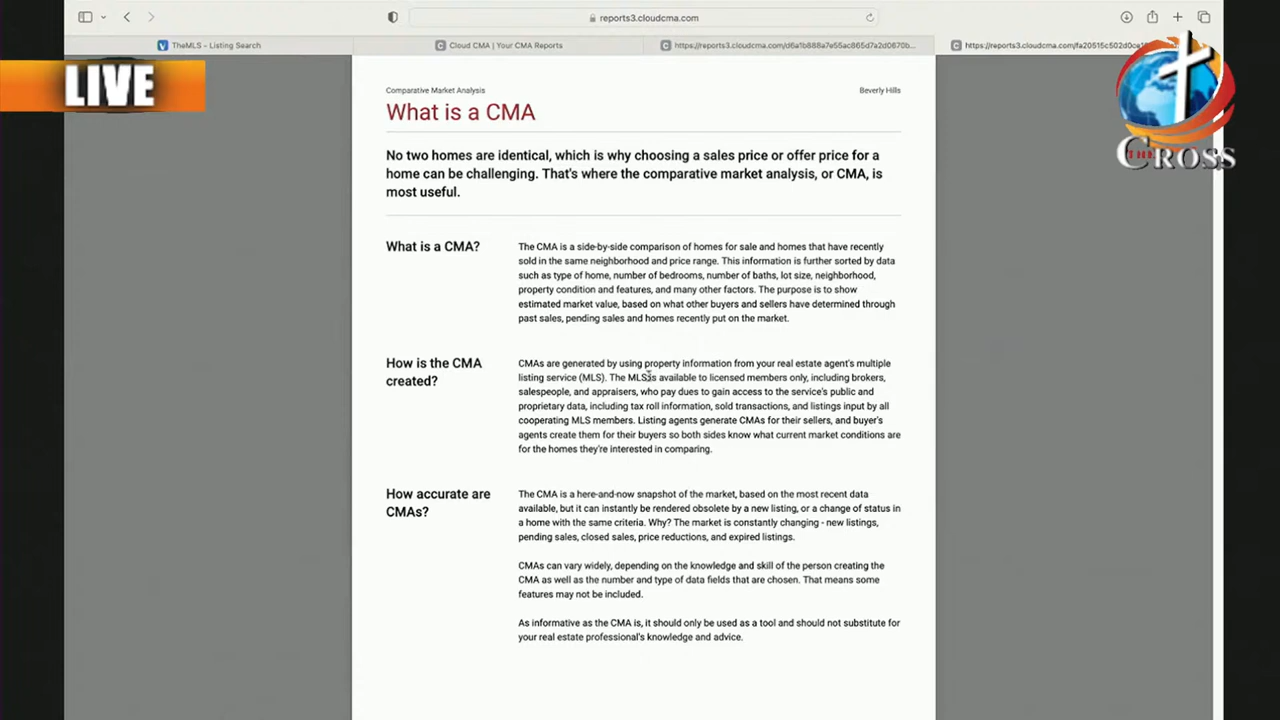 reports3.cloudcma.com
TheMLS - Listing Search
Cloud CMA | Your CMA Reports
https://reports3.cloudcma.com/d6a1b888a7e55ac865d7a2d0670b...
https://reports3.cloudcma.com/fa20515c502d0ce
LIVE
THE CROSS
Comparative Market Analysis
Beverly Hills
What is a CMA
No two homes are identical, which is why choosing a sales price or offer price for a
home can be challenging. That's where the comparative market analysis, or CMA, is
most useful.
What is a CMA?
The CMA is a side-by-side comparison of homes for sale and homes that have recently
sold in the same neighborhood and price range. This information is further sorted by data
such as type of home, number of bedrooms, number of baths, lot size, neighborhood,
property condition and features, and many other factors. The purpose is to show
estimated market value, based on what other buyers and sellers have determined through
past sales, pending sales and homes recently put on the market.
How is the CMA
created?
CMAs are generated by using property information from your real estate agent's multiple
listing service (MLS). The MLS is available to licensed members only, including brokers,
salespeople, and appraisers, who pay dues to gain access to the service's public and
proprietary data, including tax roll information, sold transactions, and listings input by all
cooperating MLS members. Listing agents generate CMAs for their sellers, and buyer's
agents create them for their buyers so both sides know what current market conditions are
for the homes they're interested in comparing.
How accurate are
CMAs?
The CMA is a here-and-now snapshot of the market, based on the most recent data
available, but it can instantly be rendered obsolete by a new listing, or a change of status in
a home with the same criteria. Why? The market is constantly changing - new listings,
pending sales, closed sales, price reductions, and expired listings.
CMAs can vary widely, depending on the knowledge and skill of the person creating the
CMA as well as the number and type of data fields that are chosen. That means some
features may not be included.
As informative as the CMA is, it should only be used as a tool and should not substitute for
your real estate professional's knowledge and advice.